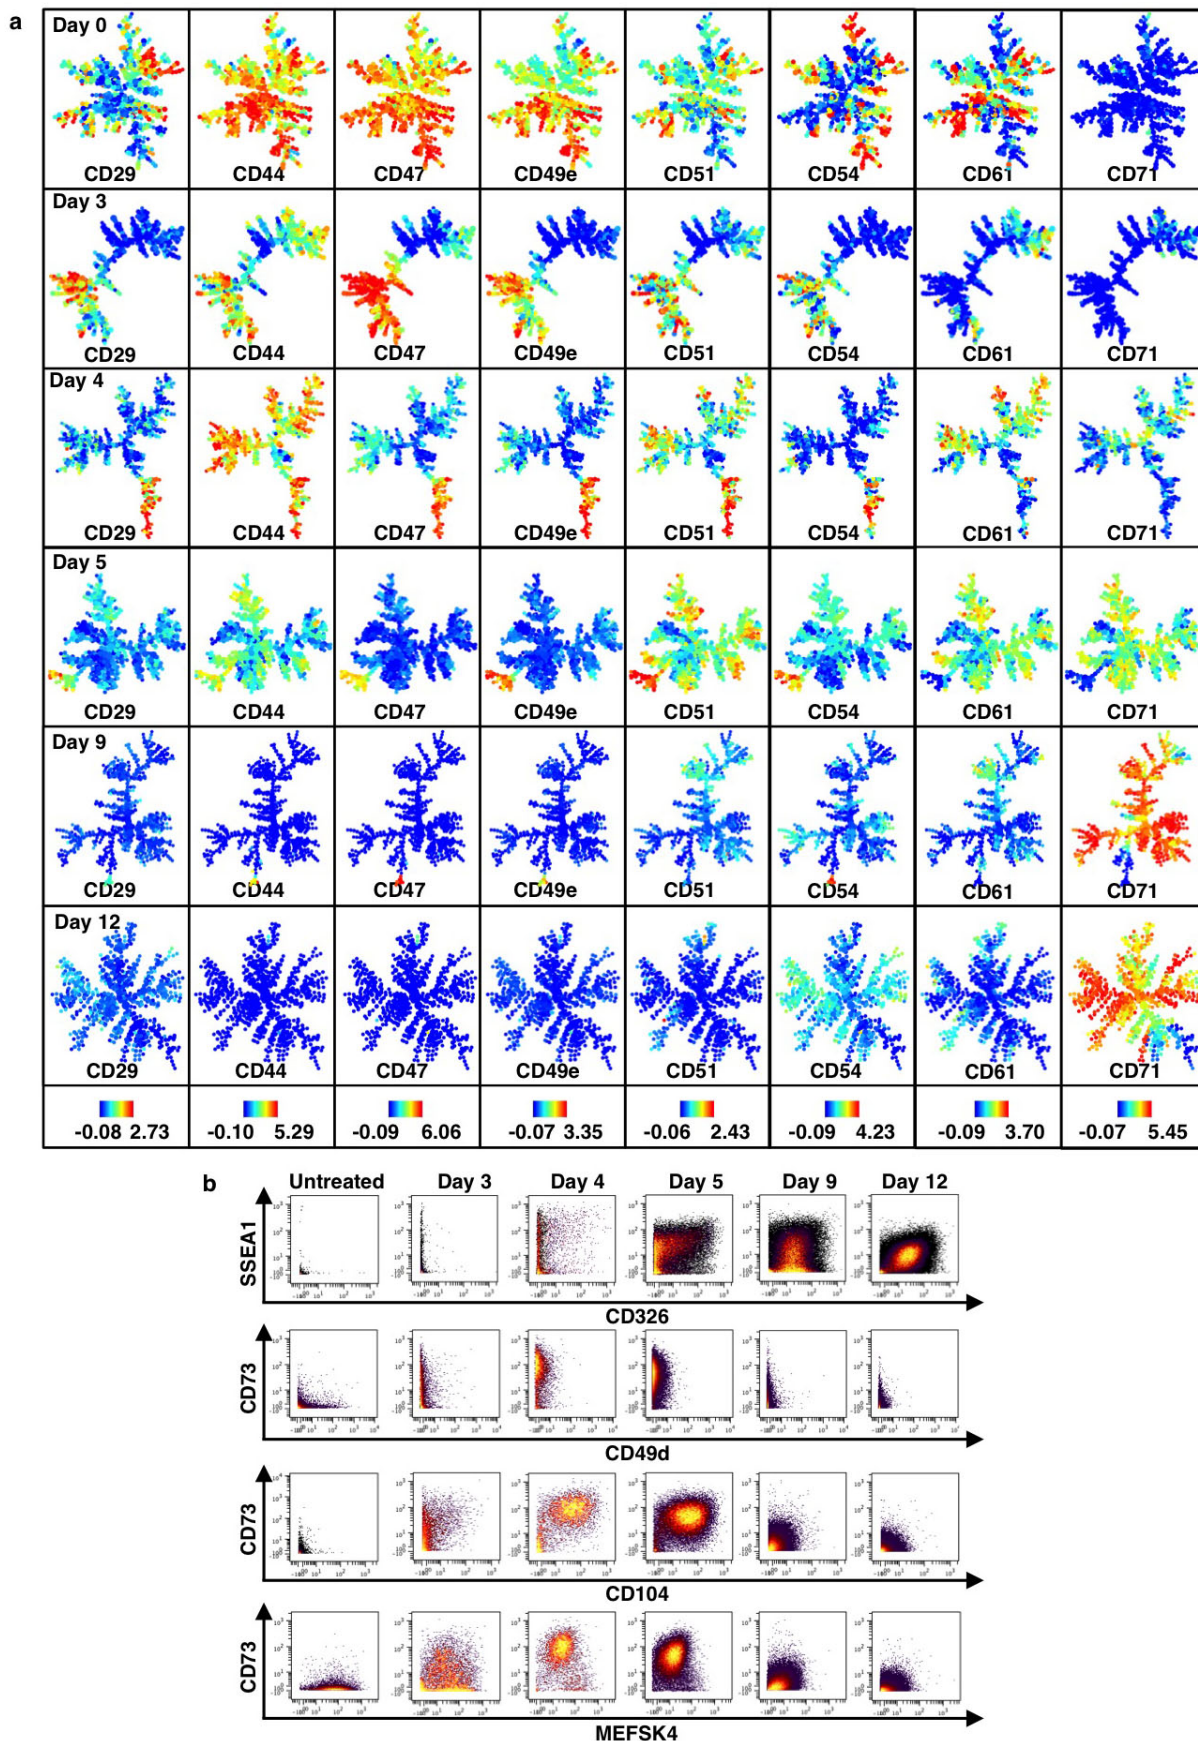 a
Day 0
CD29 CD44 CD47 CD49e CD51 CD54 CD61 CD71
Day 3
CD29 CD44 CD47 CD49e CD51 CD54 CD61 CD71
Day 4
CD29 CD44 CD47 CD49e CD51 CD54 CD61 CD71
Day 5
CD29 CD44 CD47 CD49e CD51 CD54 CD61 CD71
Day 9
CD29 CD44 CD47 CD49e CD51 CD54 CD61 CD71
Day 12
CD29 CD44 CD47 CD49e CD51 CD54 CD61 CD71
-0.08 2.73 -0.10 5.29 -0.09 6.06 -0.07 3.35 -0.06 2.43 -0.09 4.23 -0.09 3.70 -0.07 5.45
b
Untreated Day 3 Day 4 Day 5 Day 9 Day 12
SSEA1
CD326
CD73
CD49d
CD73
CD104
CD73
MEFSK4